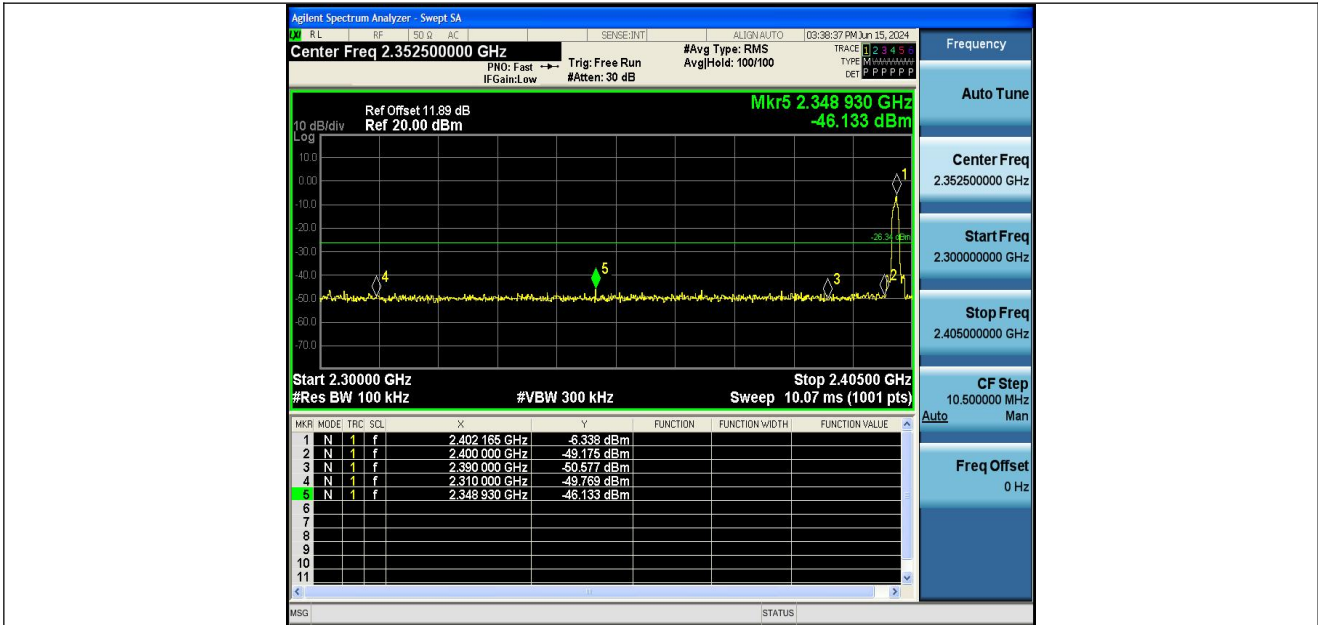 Agilent Spectrum Analyzer - Swept SA
LXI RL RF 50 Ω AC SENSE:INT ALIGN AUTO 03:38:37 PM Jun 15, 2024
Center Freq 2.352500000 GHz
PNO: Fast
IFGain:Low
Trig: Free Run
#Atten: 30 dB
#Avg Type: RMS
Avg|Hold: 100/100
TRACE 1 2 3 4 5 6
TYPE M
DET P P P P P P
Ref Offset 11.89 dB
Ref 20.00 dBm
10 dB/div
Log
Mkr5 2.348 930 GHz
-46.133 dBm
10.0
0.00
-10.0
-20.0
-30.0
-40.0
-50.0
-60.0
-70.0
1
-26.34 dBm
4
5
3
2
Start 2.30000 GHz Stop 2.40500 GHz
#Res BW 100 kHz #VBW 300 kHz Sweep 10.07 ms (1001 pts)
MKR MODE TRC SCL X Y FUNCTION FUNCTION WIDTH FUNCTION VALUE
1 N 1 f 2.402 165 GHz -6.338 dBm
2 N 1 f 2.400 000 GHz -49.175 dBm
3 N 1 f 2.390 000 GHz -50.577 dBm
4 N 1 f 2.310 000 GHz -49.769 dBm
5 N 1 f 2.348 930 GHz -46.133 dBm
6
7
8
9
10
11
MSG STATUS
Frequency
Auto Tune
Center Freq
2.352500000 GHz
Start Freq
2.300000000 GHz
Stop Freq
2.405000000 GHz
CF Step
10.500000 MHz
Auto Man
Freq Offset
0 Hz